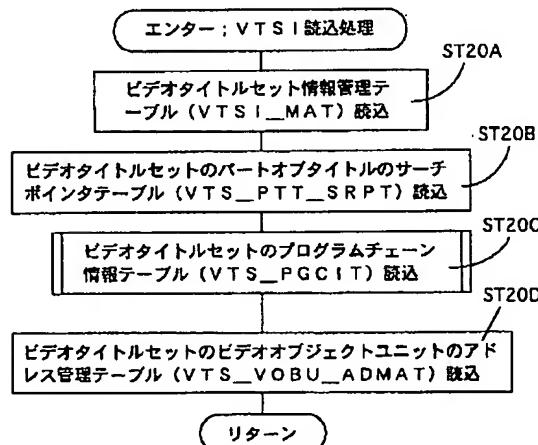 エンター；ＶＴＳＩ読込処理
ST20A
ビデオタイトルセット情報管理テ
ーブル（ＶＴＳＩ＿ＭＡＴ）読込
ST20B
ビデオタイトルセットのパートオブタイトルのサーチ
ポインタテーブル（ＶＴＳ＿ＰＴＴ＿ＳＲＰＴ）読込
ST20C
ビデオタイトルセットのプログラムチェーン
情報テーブル（ＶＴＳ＿ＰＧＣＩＴ）読込
ST20D
ビデオタイトルセットのビデオオブジェクトユニットのアド
レス管理テーブル（ＶＴＳ＿ＶＯＢＵ＿ＡＤＭＡＴ）読込
リターン